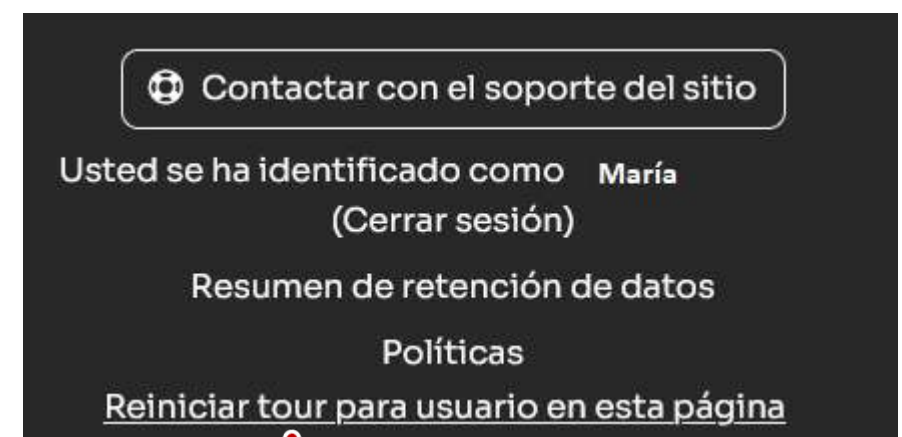 Contactar con el soporte del sitio
Usted se ha identificado como María
(Cerrar sesión)
Resumen de retención de datos
Políticas
Reiniciar tour para usuario en esta página